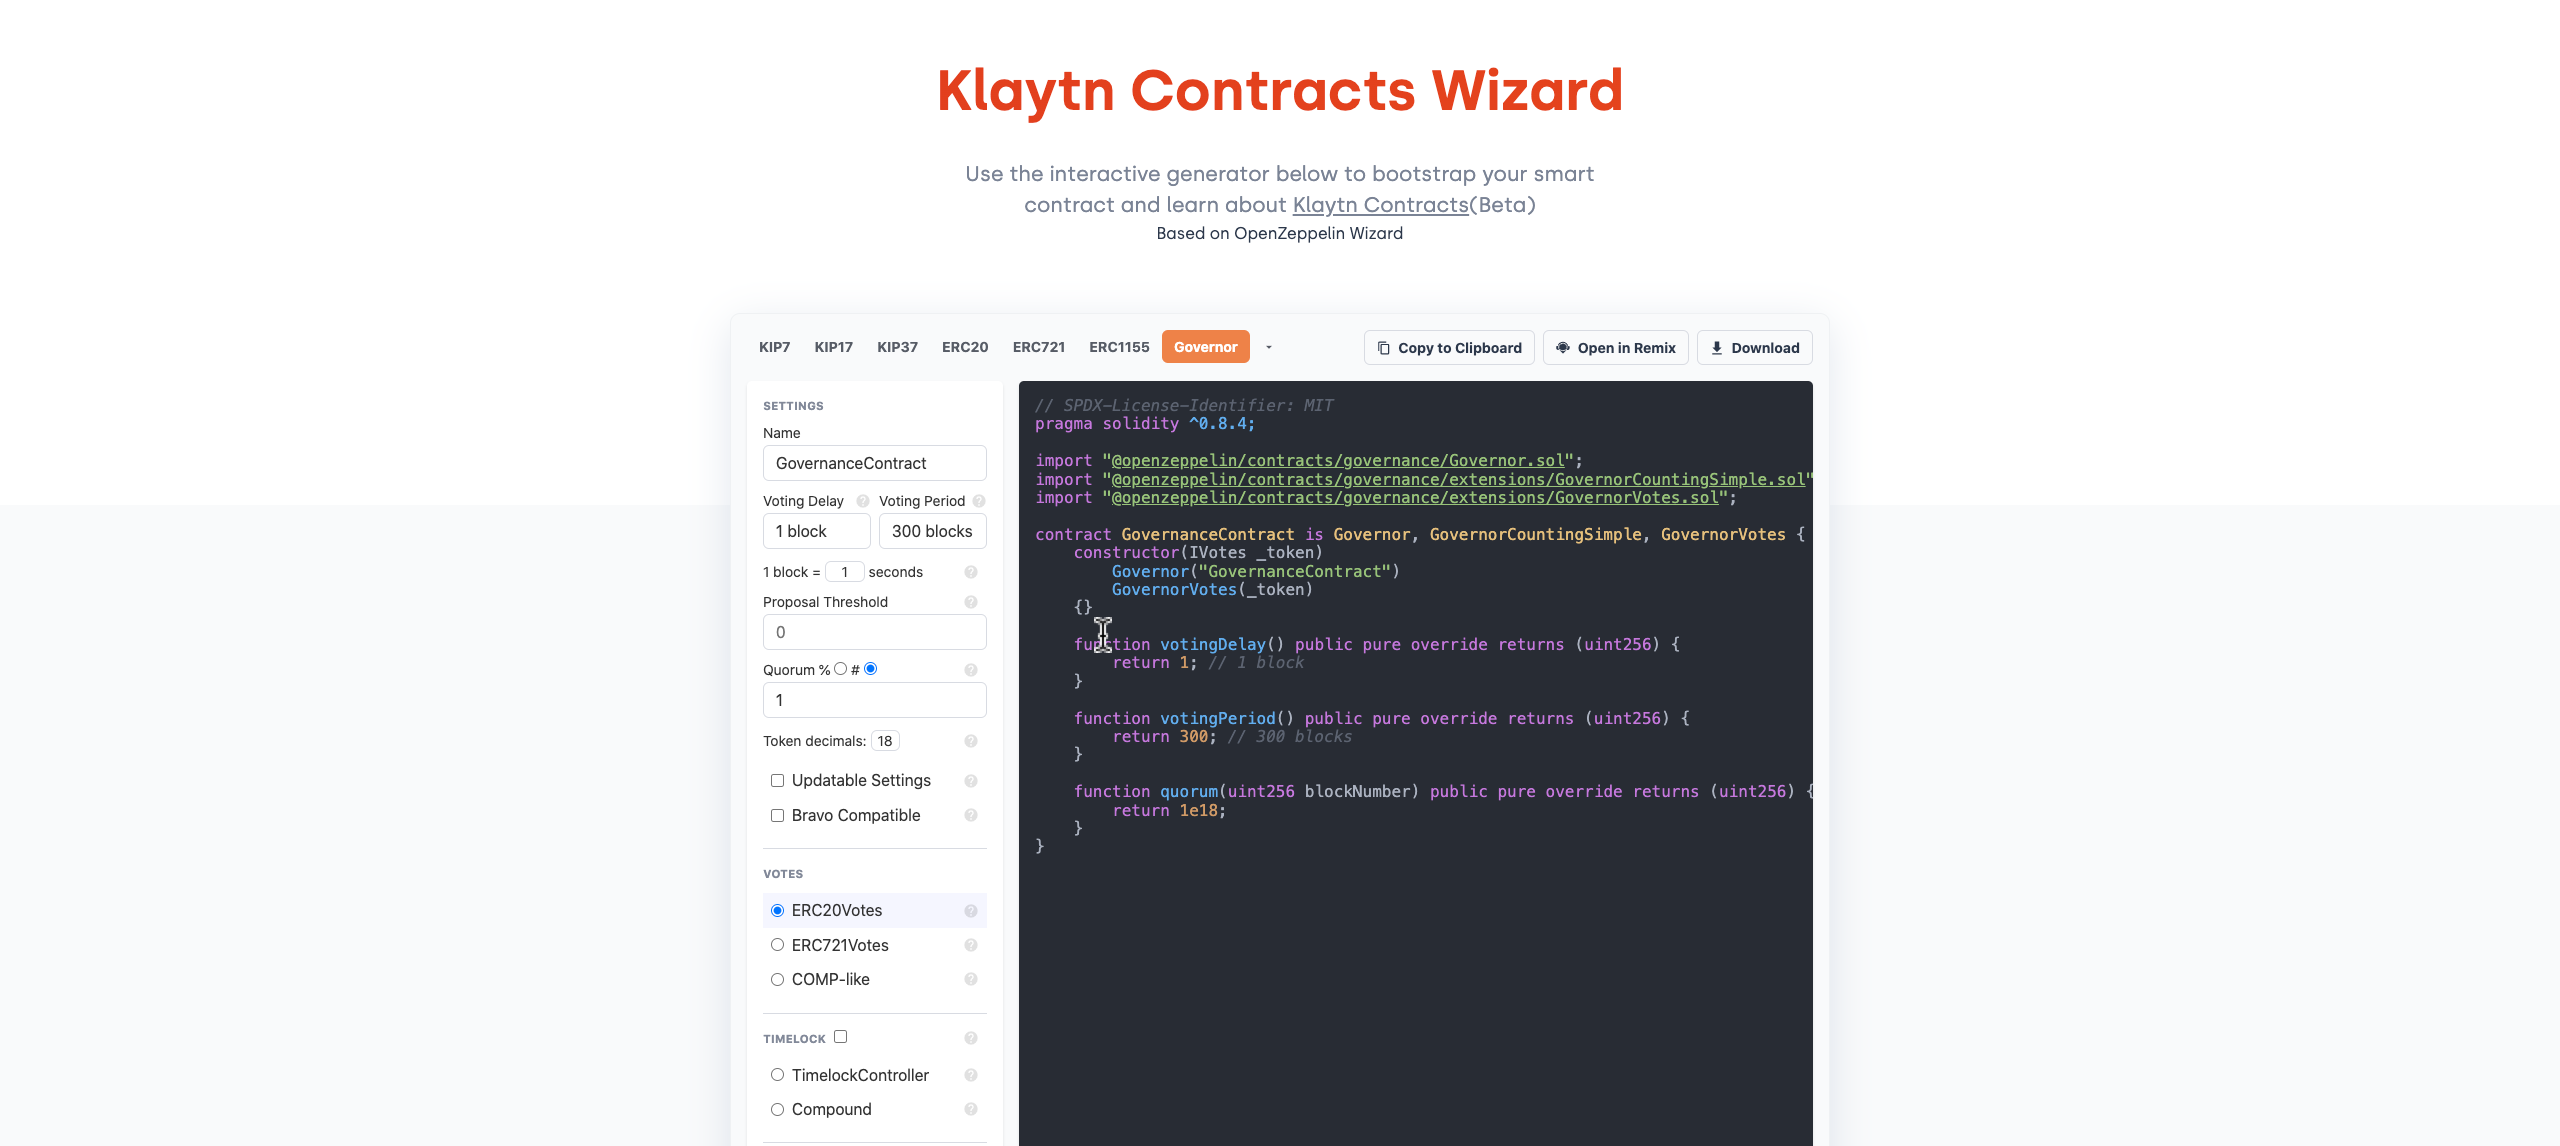 Klaytn Contracts Wizard
Use the interactive generator below to bootstrap your smart
contract and learn about Klaytn Contracts(Beta)
Based on OpenZeppelin Wizard
KIP7 KIP17 KIP37 ERC20 ERC721 ERC1155 Governor Copy to Clipboard Open in Remix Download
SETTINGS
Name
GovernanceContract
Voting Delay ? Voting Period ?
1 block 300 blocks
1 block = 1 seconds ?
Proposal Threshold ?
0
Quorum % # ?
1
Token decimals: 18 ?
Updatable Settings ?
Bravo Compatible ?
VOTES
ERC20Votes ?
ERC721Votes ?
COMP-like ?
TIMELOCK ?
TimelockController ?
Compound ?
// SPDX-License-Identifier: MIT
pragma solidity ^0.8.4;
import "@openzeppelin/contracts/governance/Governor.sol";
import "@openzeppelin/contracts/governance/extensions/GovernorCountingSimple.sol"
import "@openzeppelin/contracts/governance/extensions/GovernorVotes.sol";
contract GovernanceContract is Governor, GovernorCountingSimple, GovernorVotes {
constructor(IVotes _token)
Governor("GovernanceContract")
GovernorVotes(_token)
{}
function votingDelay() public pure override returns (uint256) {
return 1; // 1 block
}
function votingPeriod() public pure override returns (uint256) {
return 300; // 300 blocks
}
function quorum(uint256 blockNumber) public pure override returns (uint256) {
return 1e18;
}
}